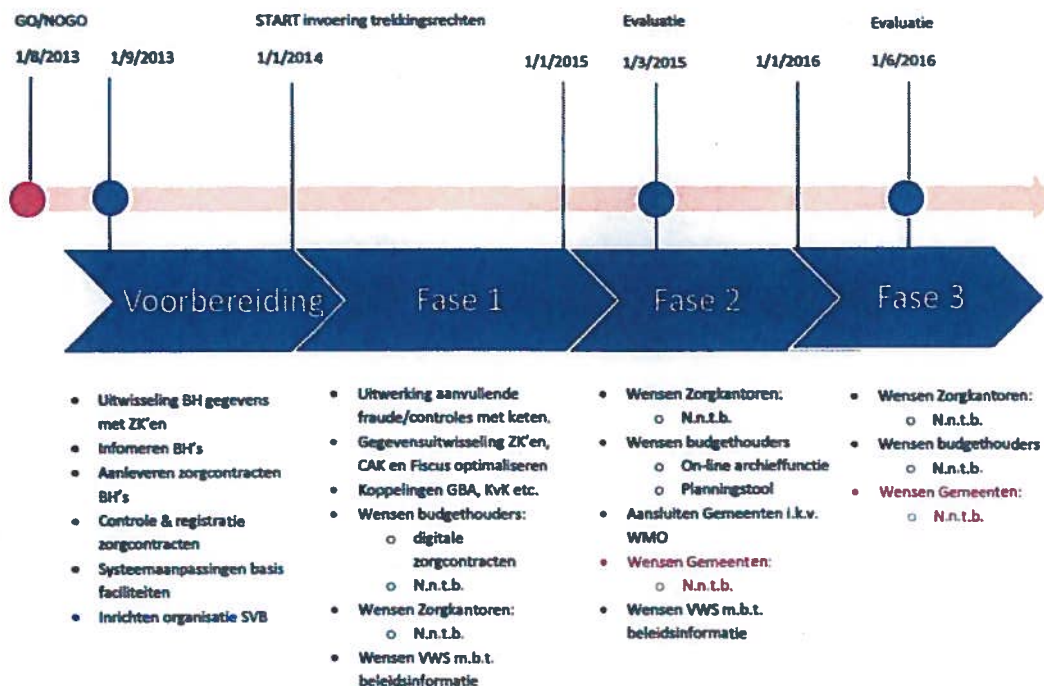 GO/NOGO
START invoering trekkingsrechten
Evaluatie
Evaluatie
1/8/2013
1/9/2013
1/1/2014
1/1/2015
1/3/2015
1/1/2016
1/6/2016
Voorbereiding
Fase 1
Fase 2
Fase 3
• Uitwisseling BH gegevens
met ZK'en
• Infomeren BH's
• Aanleveren zorgcontracten
BH's
• Controle & registratie
zorgcontracten
• Systeemaanpassingen basis
faciliteiten
• Inrichten organisatie SVB
• Uitwerking aanvullende
fraude/controles met keten.
• Gegevensuitwisseling ZK'en,
CAK en Fiscus optimaliseren
• Koppelingen GBA, KvK etc.
• Wensen budgethouders:
o digitale
zorgcontracten
o N.n.t.b.
• Wensen Zorgkantoren:
o N.n.t.b.
• Wensen VWS m.b.t.
beleidsinformatie
• Wensen Zorgkantoren:
o N.n.t.b.
• Wensen budgethouders
o On-line archieffunctie
o Planningstool
• Aansluiten Gemeenten i.k.v.
WMO
• Wensen Gemeenten:
o N.n.t.b.
• Wensen VWS m.b.t.
beleidsinformatie
• Wensen Zorgkantoren:
o N.n.t.b.
• Wensen budgethouders
o N.n.t.b.
• Wensen Gemeenten:
o N.n.t.b.